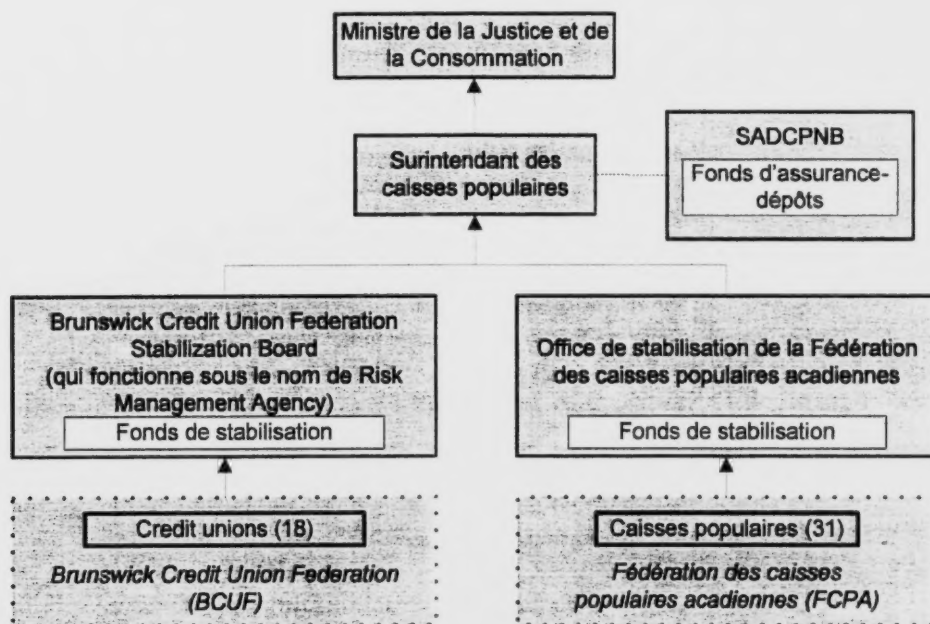 Ministre de la Justice et de
la Consommation
Surintendant des
caisses populaires
SADCPNB
Fonds d'assurance-
dépôts
Brunswick Credit Union Federation
Stabilization Board
(qui fonctionne sous le nom de Risk
Management Agency)
Fonds de stabilisation
Office de stabilisation de la Fédération
des caisses populaires acadiennes
Fonds de stabilisation
Credit unions (18)
Brunswick Credit Union Federation
(BCUF)
Caisses populaires (31)
Fédération des caisses
populaires acadiennes (FCPA)